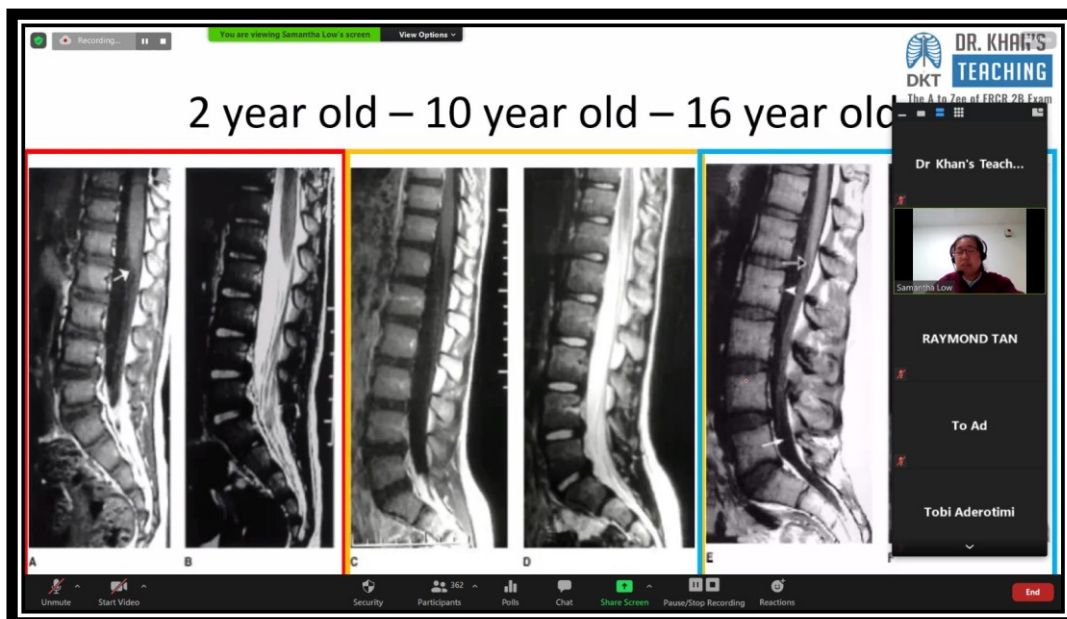 Recording...
You are viewing Samantha Low's screen
View Options
DR. KHAN'S
TEACHING
DKT
The A to Zee of FRCR 2B Exam
2 year old – 10 year old – 16 year old
Dr Khan's Teach...
Samantha Low
RAYMOND TAN
To Ad
Tobi Aderotimi
A
B
C
D
E
Unmute
Start Video
Security
362
Participants
Polls
Chat
Share Screen
Pause/Stop Recording
Reactions
End